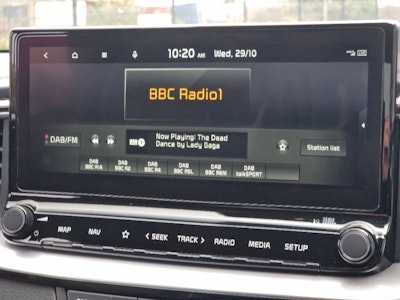 10:20 AM Wed, 29/10
BBC Radio1
DAB/FM
Now Playing: The Dead
Dance by Lady Gaga
Station list
DAB DAB DAB DAB DAB DAB
BBC R2 BBC R4 BBC R5L BBC R6M talkSPORT
MAP NAV SEEK TRACK RADIO MEDIA SETUP